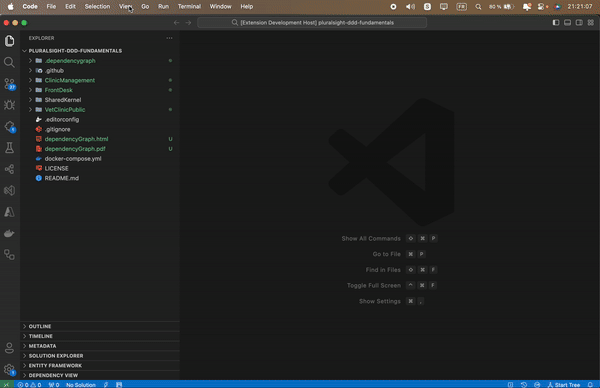 Code File Edit Selection View Go Run Terminal Window Help FR 80 % 21:21:07
[Extension Development Host] pluralsight-ddd-fundamentals
EXPLORER
PLURALSIGHT-DDD-FUNDAMENTALS
.dependencygraph
.github
ClinicManagement
FrontDesk
SharedKernel
VetClinicPublic
.editorconfig
.gitignore
dependencyGraph.html U
dependencyGraph.pdf U
docker-compose.yml
LICENSE
README.md
Show All Commands ⇧ ⌘ P
Go to File ⌘ P
Find in Files ⇧ ⌘ F
Toggle Full Screen ^ ⌘ F
Show Settings ⌘ ,
OUTLINE
TIMELINE
METADATA
SOLUTION EXPLORER
ENTITY FRAMEWORK
DEPENDENCY VIEW
0 0 0 No Solution Start Tree